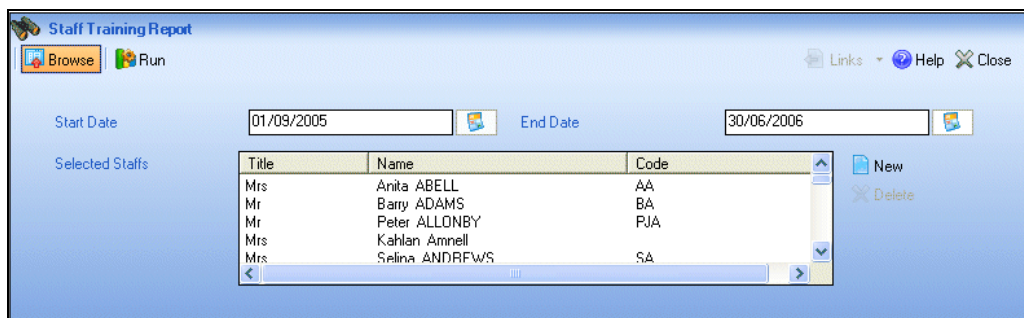 Staff Training Report
Browse Run Links Help Close
Start Date 01/09/2005 End Date 30/06/2006
Selected Staffs Title Name Code New
Mrs Anita ABELL AA
Delete
Mr Barry ADAMS BA
Mr Peter ALLONBY PJA
Mrs Kahlan Amnell
Mrs Selina ANDREWS SA